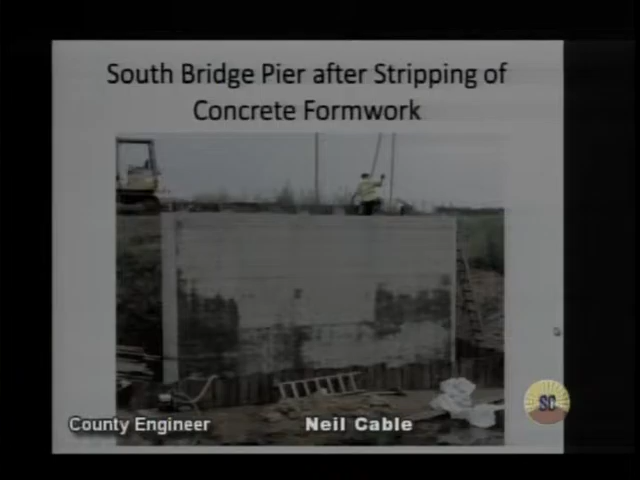 South Bridge Pier after Stripping of
Concrete Formwork
SC
County Engineer
Neil Cable